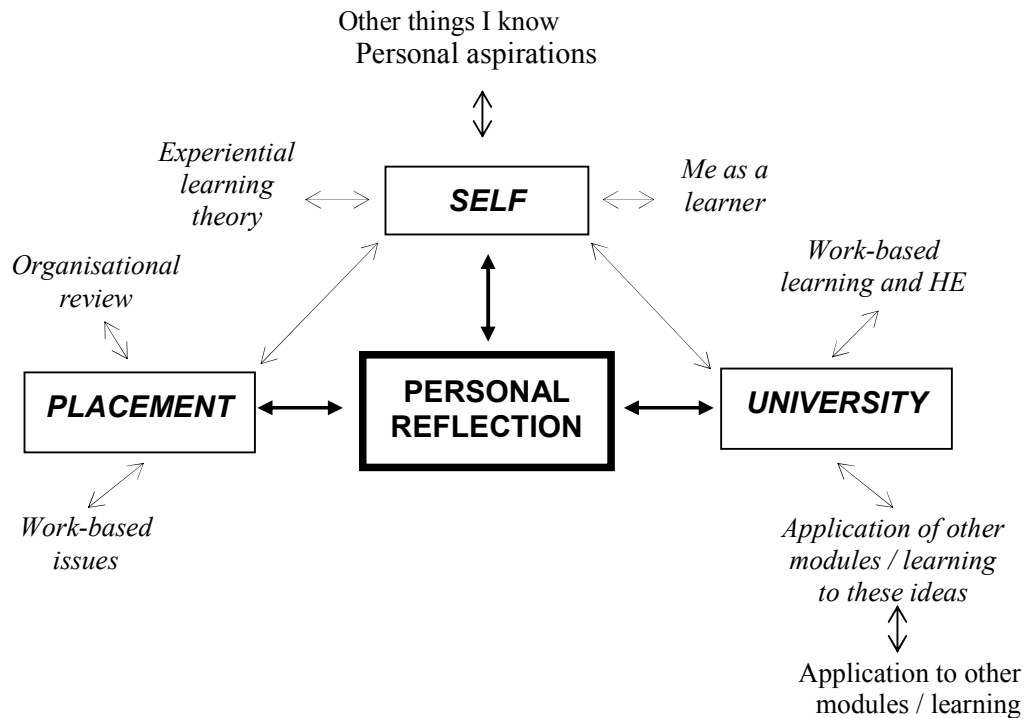 Other things I know
Personal aspirations
Experiential
learning
theory
SELF
Me as a
learner
Organisational
review
Work-based
learning and HE
PLACEMENT
PERSONAL
REFLECTION
UNIVERSITY
Work-based
issues
Application of other
modules / learning
to these ideas
Application to other
modules / learning